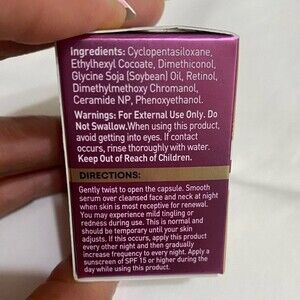 Ingredients: Cyclopentasiloxane,
Ethylhexyl Cocoate, Dimethiconol,
Glycine Soja (Soybean) Oil, Retinol,
Dimethylmethoxy Chromanol,
Ceramide NP, Phenoxyethanol.
Warnings: For External Use Only. Do
Not Swallow.When using this product,
avoid getting into eyes. If contact
occurs, rinse thoroughly with water.
Keep Out of Reach of Children.
DIRECTIONS:
Gently twist to open the capsule. Smooth
serum over cleansed face and neck at night
when skin is most receptive for renewal.
You may experience mild tingling or
redness during use. This is normal and
should be temporary until your skin
adjusts. If this occurs, apply this product
every other night and then gradually
increase frequency to every night. Apply a
sunscreen of SPF 15 or higher during the
day while using this product.